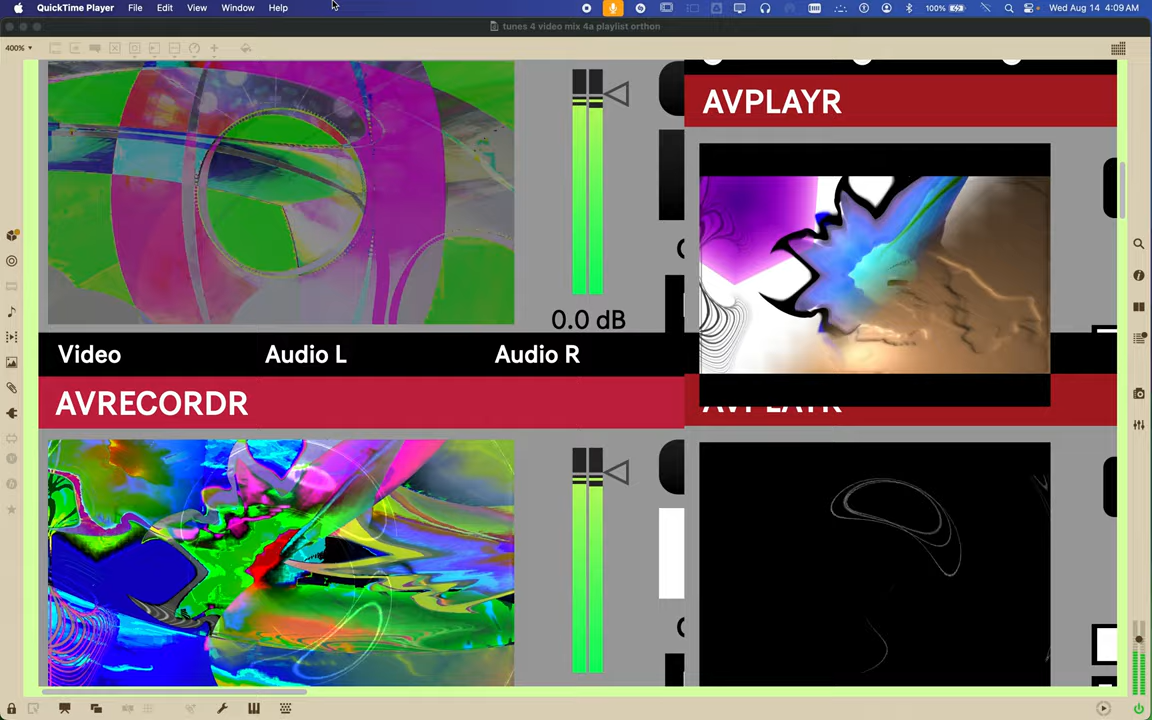 QuickTime Player File Edit View Window Help 100% Wed Aug 14 4:09 AM
tunes 4 video mix 4a playlist orthon
400%
AVPLAYR
0.0 dB
Video Audio L Audio R
AVRECORDR
AVPLAYR